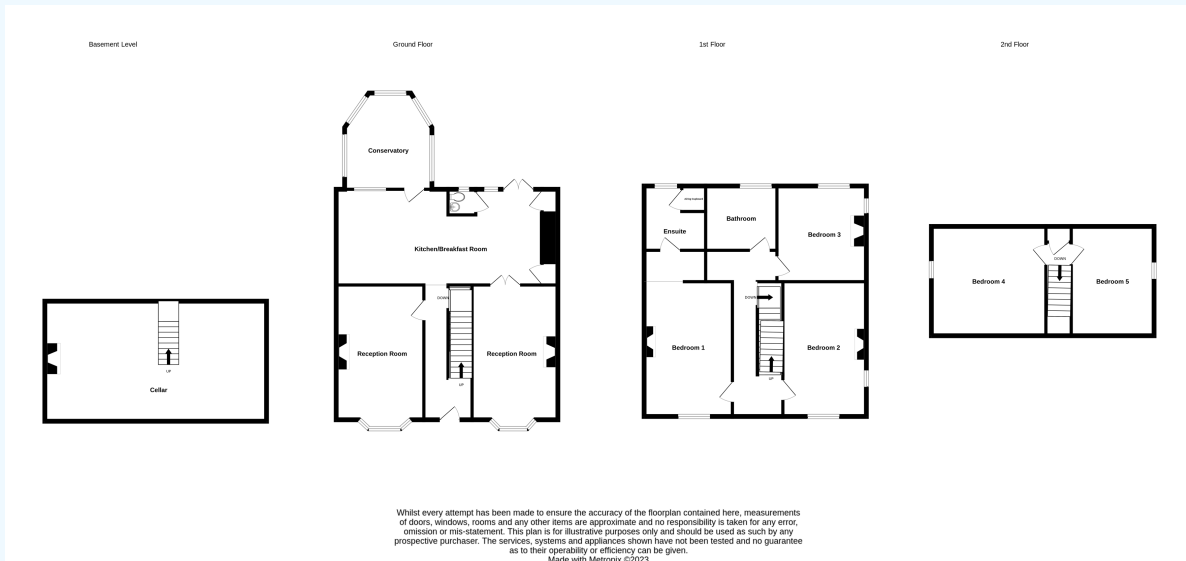 Basement Level
Ground Floor
1st Floor
2nd Floor
Conservatory
Kitchen/Breakfast Room
DOWN
Reception Room
Reception Room
UP
Cellar
UP
Bathroom
Ensuite
Bedroom 3
DOWN
Bedroom 1
Bedroom 2
UP
DOWN
Bedroom 4
Bedroom 5
Whilst every attempt has been made to ensure the accuracy of the floorplan contained here, measurements
of doors, windows, rooms and any other items are approximate and no responsibility is taken for any error,
omission or mis-statement. This plan is for illustrative purposes only and should be used as such by any
prospective purchaser. The services, systems and appliances shown have not been tested and no guarantee
as to their operability or efficiency can be given.
Made with Metropix ©2023